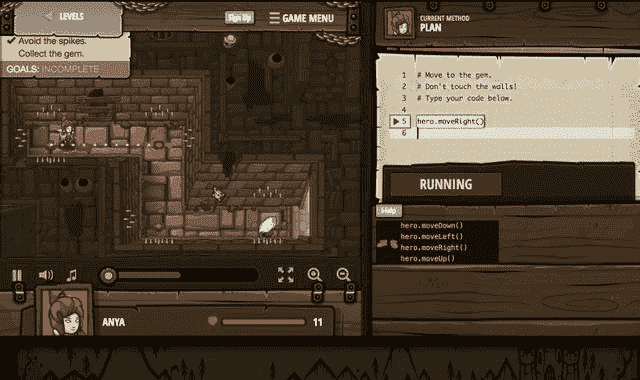 LEVELS
Sign Up
GAME MENU
✔ Avoid the spikes.
Collect the gem.
GOALS: INCOMPLETE
CURRENT METHOD
PLAN
1 # Move to the gem.
2 # Don't touch the walls!
3 # Type your code below.
4
5 hero.moveRight()
6
RUNNING
Help
hero.moveDown()
hero.moveLeft()
hero.moveRight()
hero.moveUp()
ANYA
11